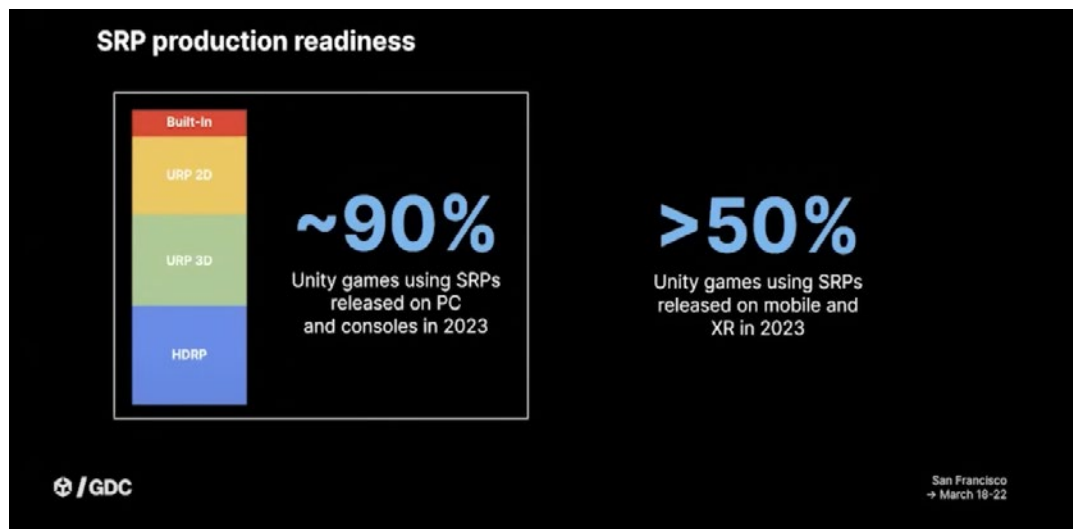 SRP production readiness
Built-In
URP 2D
URP 3D
HDRP
~90%
Unity games using SRPs
released on PC
and consoles in 2023
>50%
Unity games using SRPs
released on mobile and
XR in 2023
/GDC
San Francisco
→ March 18-22